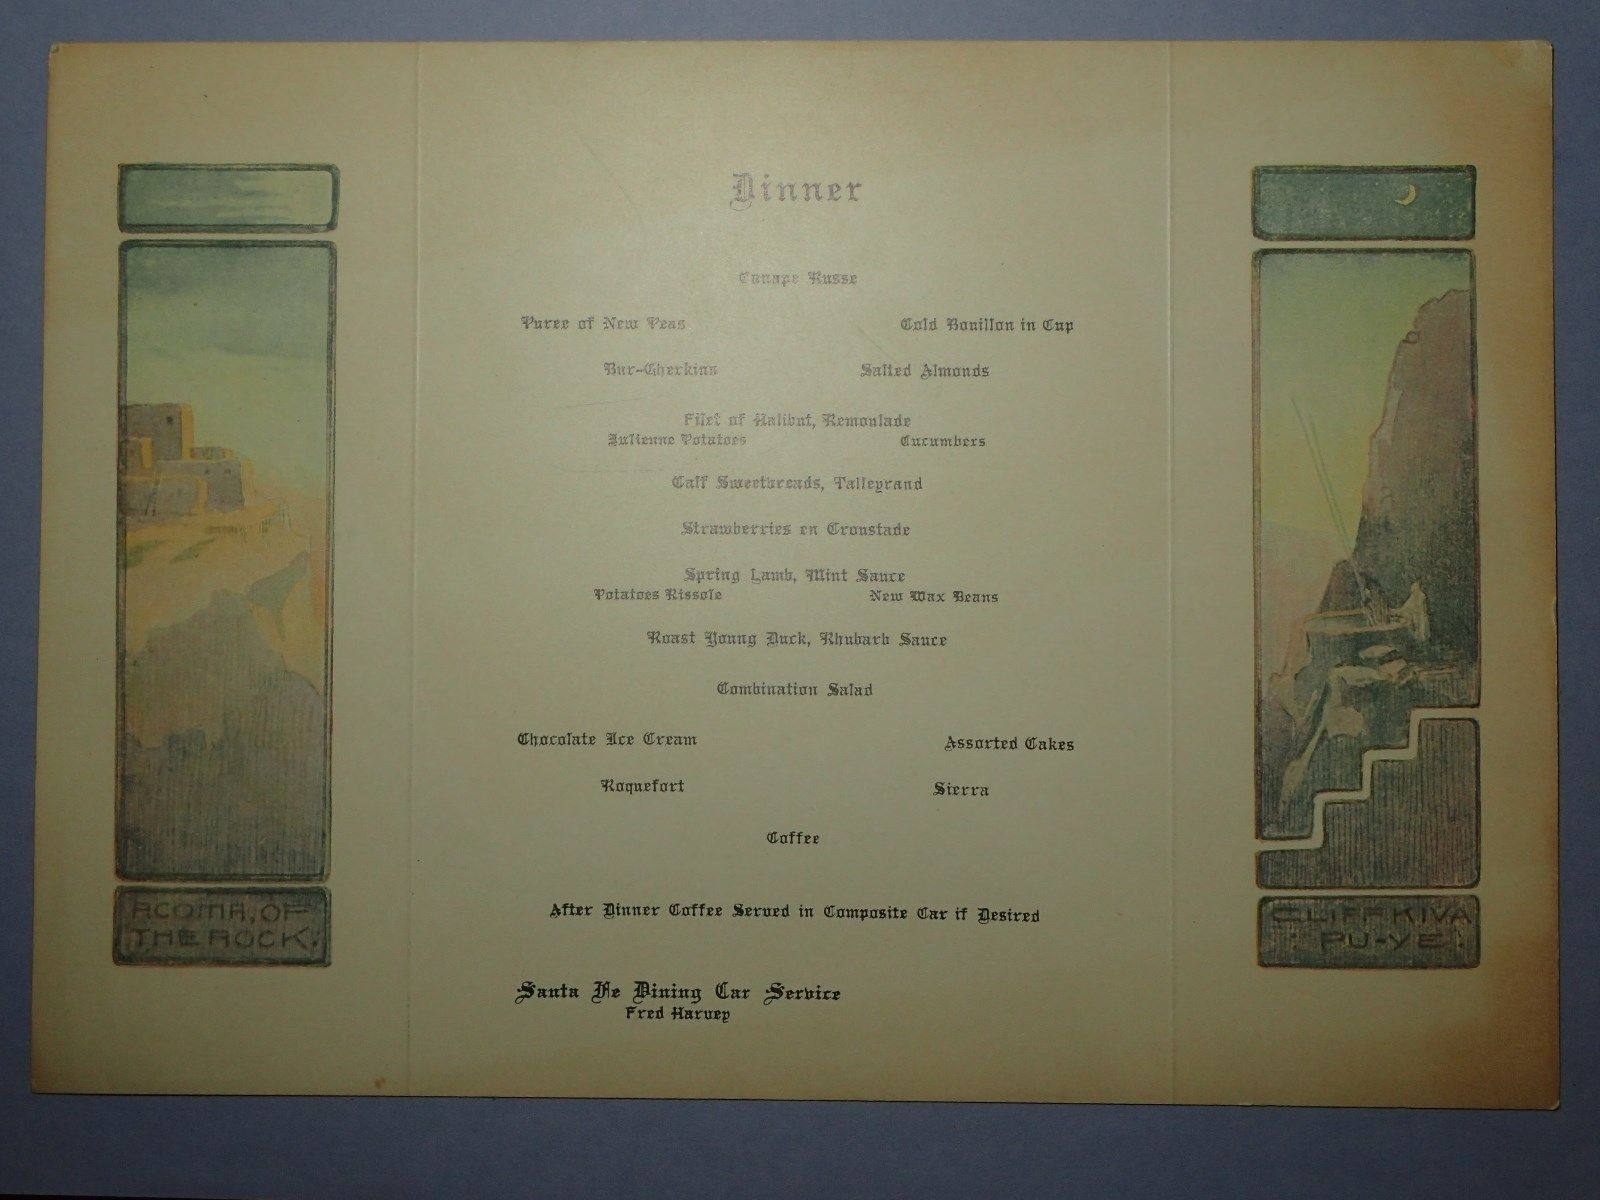 Dinner
Canape Russe
Puree of New Peas
Cold Bouillon in Cup
Bur-Gherkins
Salted Almonds
Filet of Halibut, Remoulade
Julienne Potatoes
Cucumbers
Calf Sweetbreads, Talleyrand
Strawberries en Croustade
Spring Lamb, Mint Sauce
Potatoes Rissole
New Wax Beans
Roast Young Duck, Rhubarb Sauce
Combination Salad
Chocolate Ice Cream
Assorted Cakes
Roquefort
Sierra
Coffee
After Dinner Coffee Served in Composite Car if Desired
Santa Fe Dining Car Service
Fred Harvey
ACOMA, OF
THE ROCK:
CLIFF KIVA
: PU-YE :